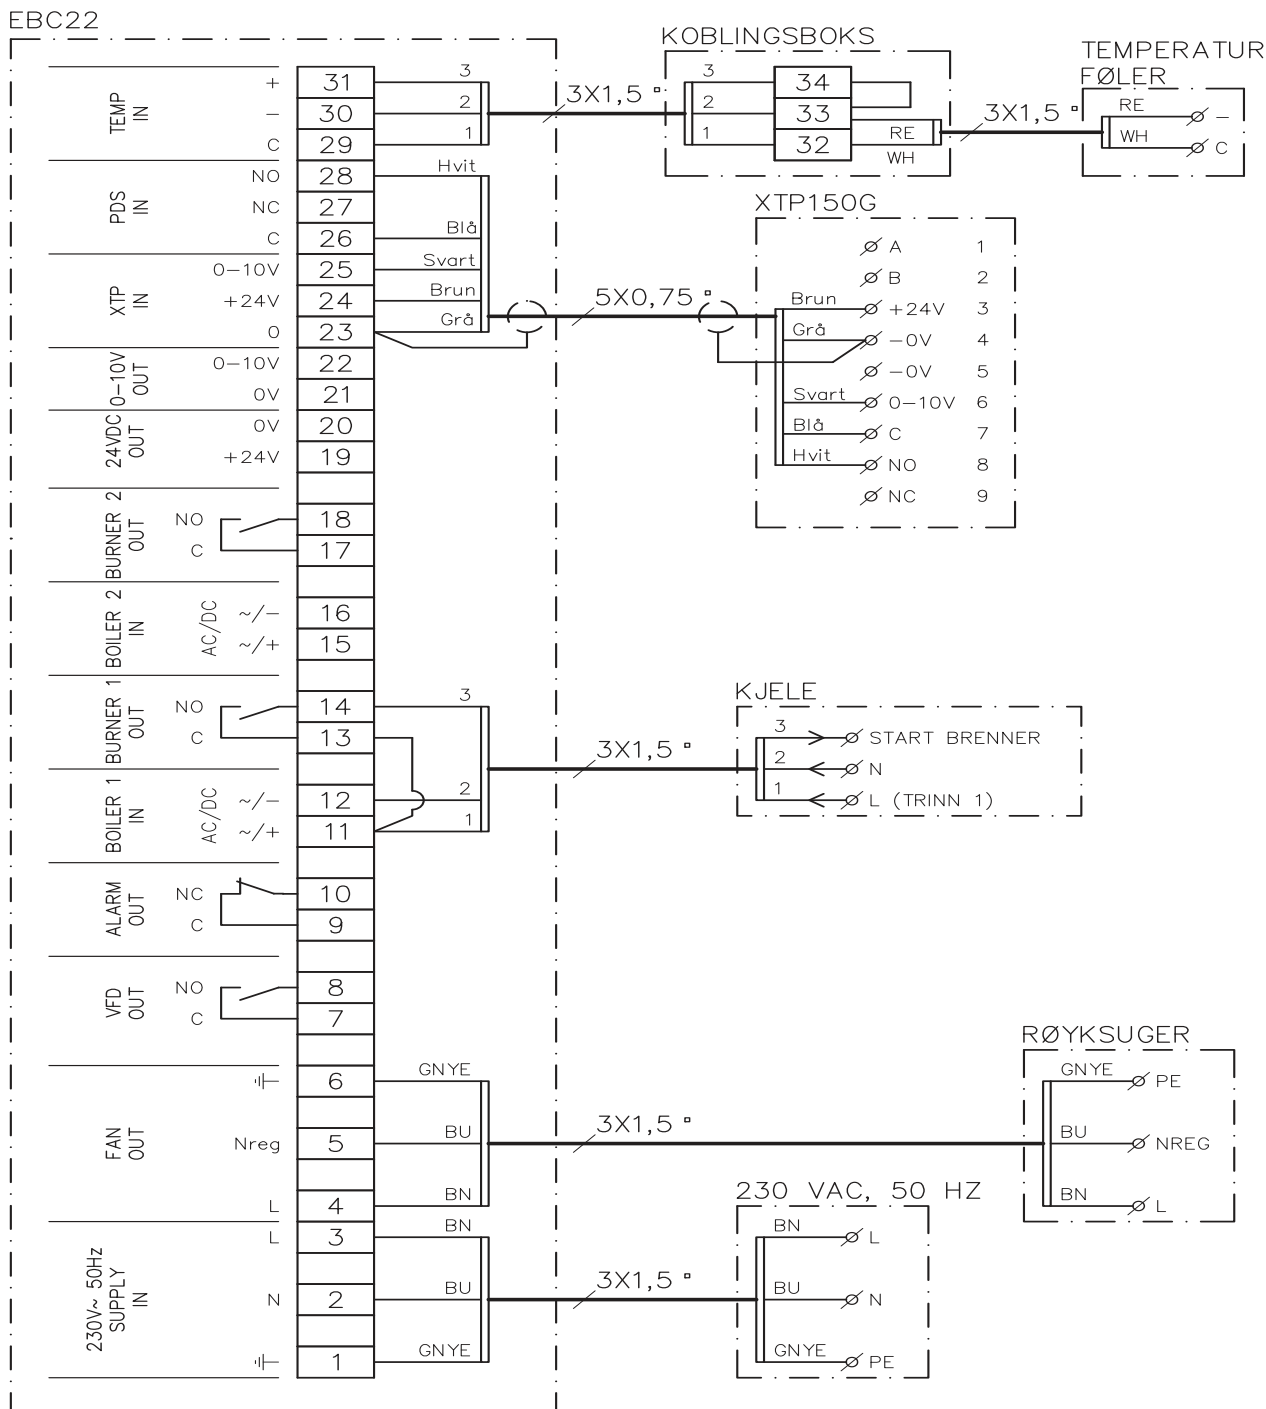 EBC22
KOBLINGSBOKS
TEMPERATUR
FØLER
TEMP
IN
+ 31 3
− 30 2
C 29 1
3X1,5 ▫
3 34
2 33
1 32
RE
WH
3X1,5 ▫
RE −
WH C
PDS
IN
NO 28 Hvit
NC 27
C 26 Blå
XTP
IN
0−10V 25 Svart
+24V 24 Brun
0 23 Grå
5X0,75 ▫
XTP150G
A 1
B 2
Brun +24V 3
Grå −0V 4
−0V 5
Svart 0−10V 6
Blå C 7
Hvit NO 8
NC 9
0−10V
OUT
0−10V 22
0V 21
24VDC
OUT
0V 20
+24V 19
BURNER 2
OUT
NO 18
C 17
BOILER 2
IN
AC/DC
~/− 16
~/+ 15
BURNER 1
OUT
NO 14 3
C 13
BOILER 1
IN
AC/DC
~/− 12 2
~/+ 11 1
3X1,5 ▫
KJELE
3 START BRENNER
2 N
1 L (TRINN 1)
ALARM
OUT
NC 10
C 9
VFD
OUT
NO 8
C 7
FAN
OUT
6 GNYE
Nreg 5 BU
L 4 BN
3X1,5 ▫
RØYKSUGER
GNYE PE
BU NREG
BN L
230V~ 50Hz
SUPPLY
IN
L 3 BN
N 2 BU
1 GNYE
3X1,5 ▫
230 VAC, 50 HZ
BN L
BU N
GNYE PE